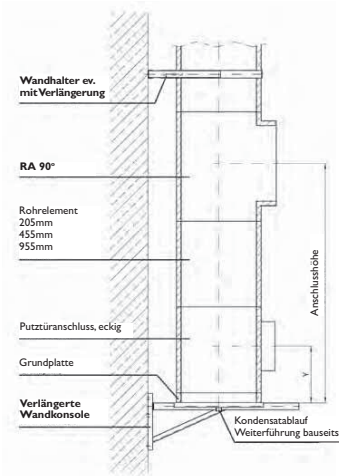 Wandhalter ev.
mit Verlängerung
RA 90°
Rohrelement
205mm
455mm
955mm
Anschlusshöhe
Putztüranschluss, eckig
Y
Grundplatte
Verlängerte
Wandkonsole
Kondensatablauf
Weiterführung bauseits